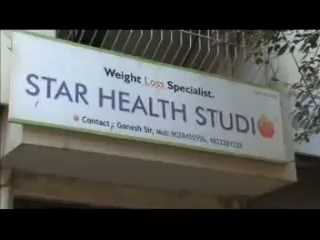 Weight Loss Specialist.
STAR HEALTH STUDI
Contact : Ganesh Sir, Mob: